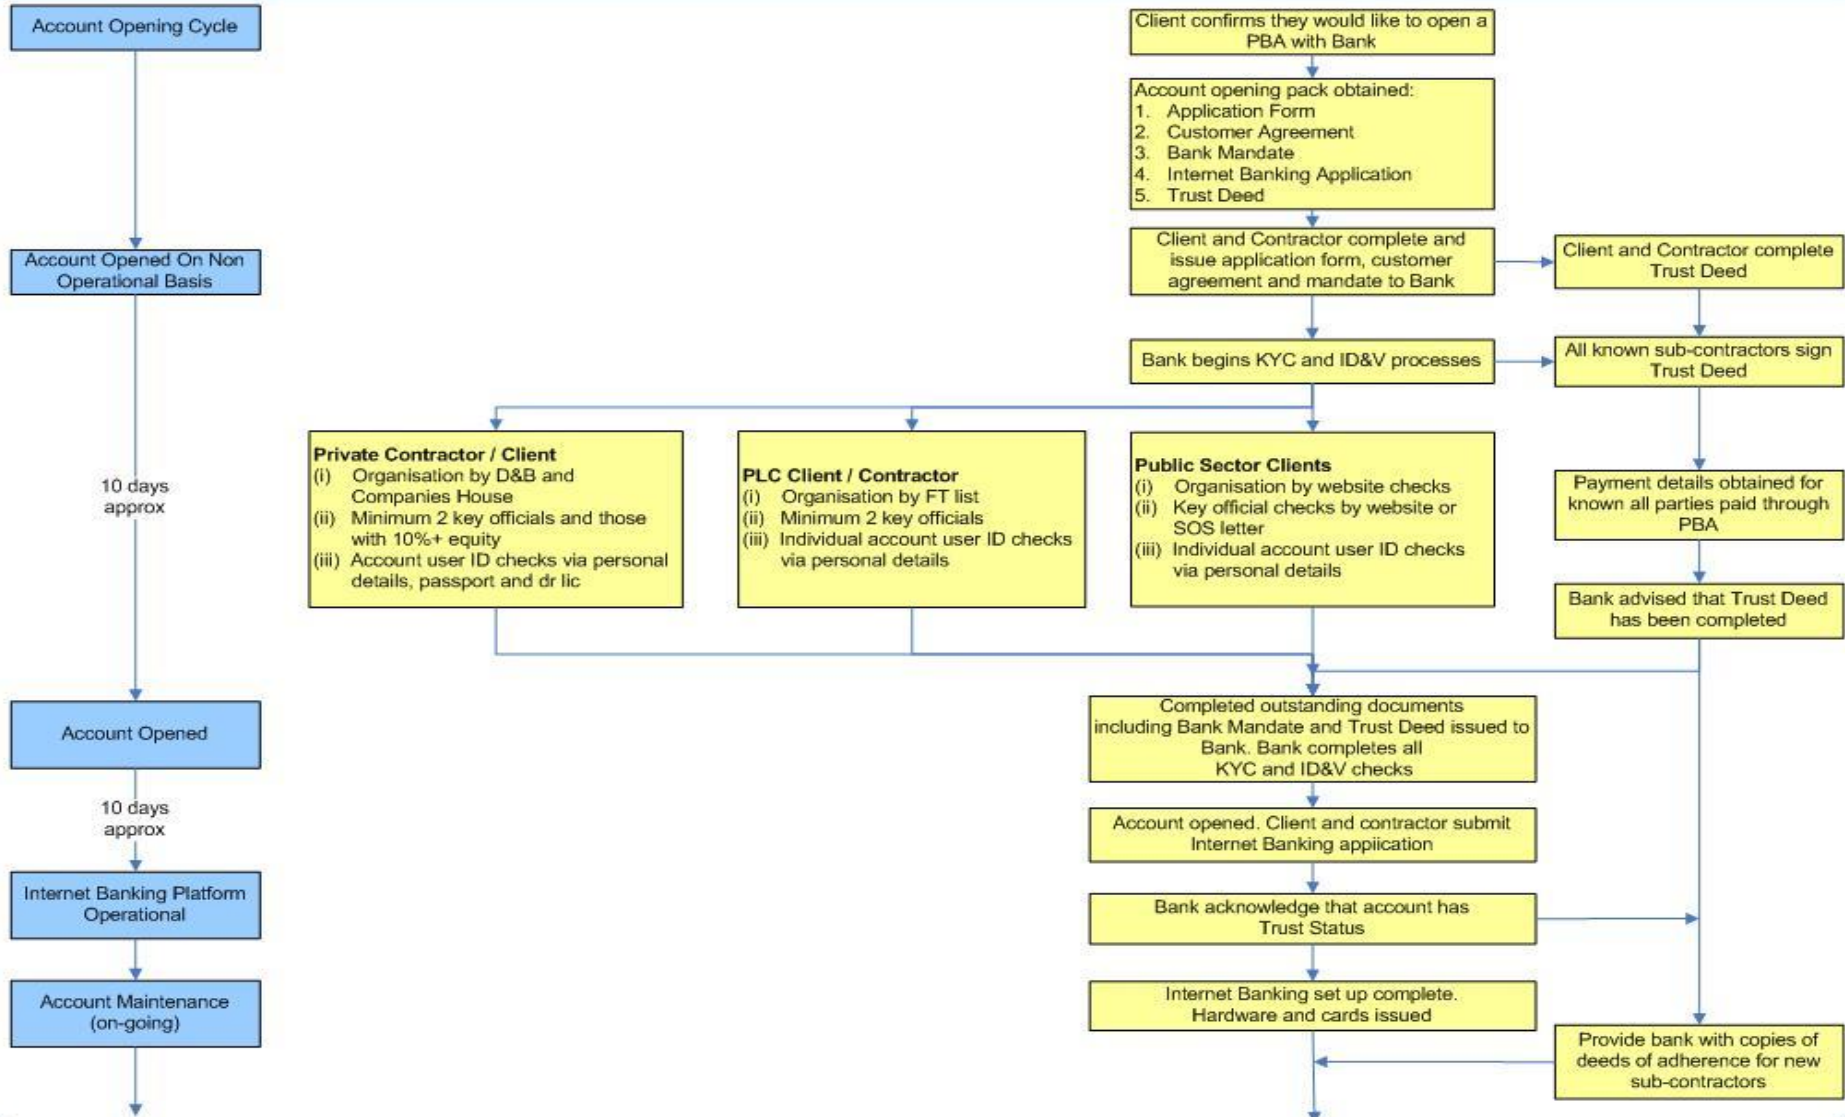 Account Opening Cycle
Client confirms they would like to open a
PBA with Bank
Account opening pack obtained:
1. Application Form
2. Customer Agreement
3. Bank Mandate
4. Internet Banking Application
5. Trust Deed
Account Opened On Non
Operational Basis
Client and Contractor complete and
issue application form, customer
agreement and mandate to Bank
Client and Contractor complete
Trust Deed
Bank begins KYC and ID&V processes
All known sub-contractors sign
Trust Deed
10 days
approx
Private Contractor / Client
(i) Organisation by D&B and
Companies House
(ii) Minimum 2 key officials and those
with 10%+ equity
(iii) Account user ID checks via personal
details, passport and dr lic
PLC Client / Contractor
(i) Organisation by FT list
(ii) Minimum 2 key officials
(iii) Individual account user ID checks
via personal details
Public Sector Clients
(i) Organisation by website checks
(ii) Key official checks by website or
SOS letter
(iii) Individual account user ID checks
via personal details
Payment details obtained for
known all parties paid through
PBA
Bank advised that Trust Deed
has been completed
Account Opened
Completed outstanding documents
including Bank Mandate and Trust Deed issued to
Bank. Bank completes all
KYC and ID&V checks
10 days
approx
Account opened. Client and contractor submit
Internet Banking appiication
Internet Banking Platform
Operational
Bank acknowledge that account has
Trust Status
Account Maintenance
(on-going)
Internet Banking set up complete.
Hardware and cards issued
Provide bank with copies of
deeds of adherence for new
sub-contractors